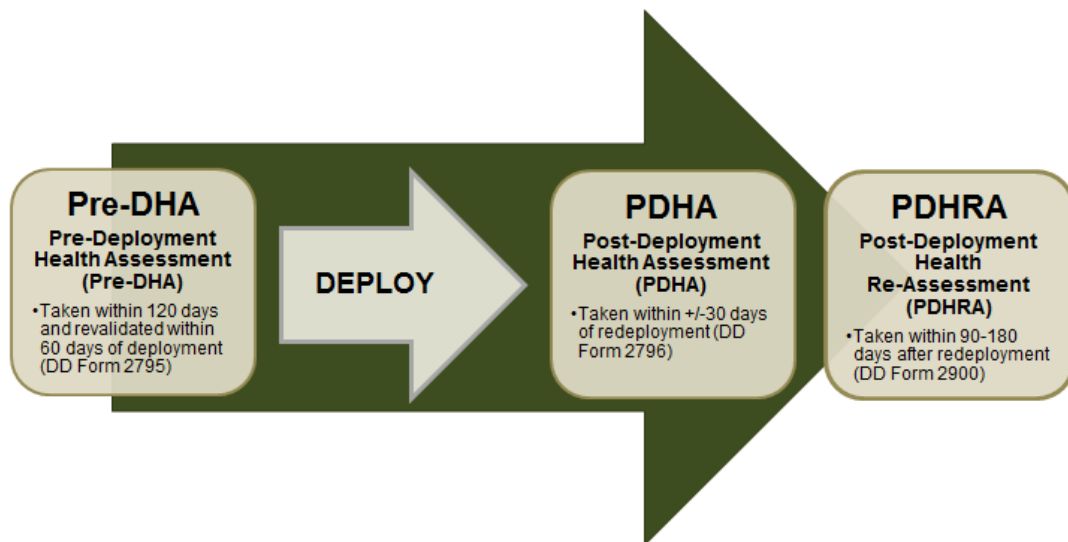 Pre-DHA
Pre-Deployment
Health Assessment
(Pre-DHA)
•Taken within 120 days
and revalidated within
60 days of deployment
(DD Form 2795)
DEPLOY
PDHA
Post-Deployment
Health Assessment
(PDHA)
•Taken within +/-30 days
of redeployment (DD
Form 2796)
PDHRA
Post-Deployment
Health
Re-Assessment
(PDHRA)
•Taken within 90-180
days after redeployment
(DD Form 2900)